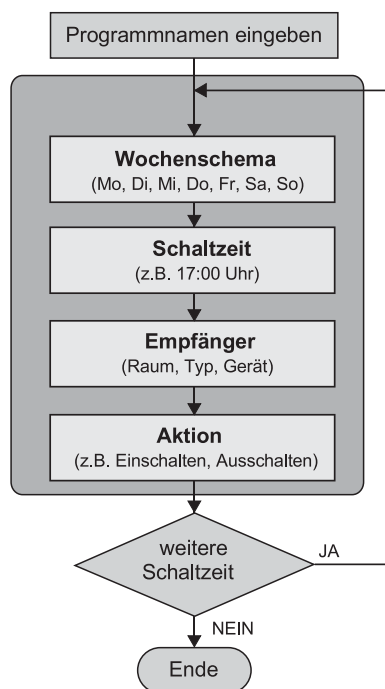 Programmnamen eingeben
Wochenschema
(Mo, Di, Mi, Do, Fr, Sa, So)
Schaltzeit
(z.B. 17:00 Uhr)
Empfänger
(Raum, Typ, Gerät)
Aktion
(z.B. Einschalten, Ausschalten)
weitere
Schaltzeit
JA
NEIN
Ende